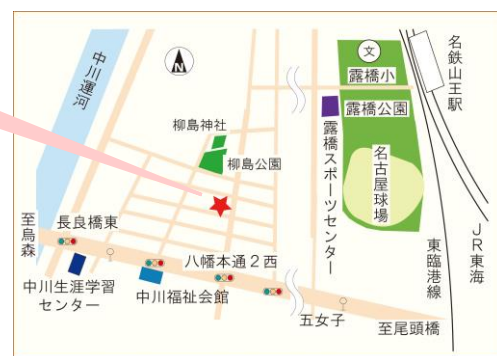 中川運河
N
柳島神社
柳島公園
文
露橋小
露橋公園
露橋スポーツセンター
名古屋球場
名鉄山王駅
東臨港線
JR東海
至烏森
長良橋東
中川生涯学習
センター
中川福祉会館
八幡本通2西
五女子
至尾頭橋